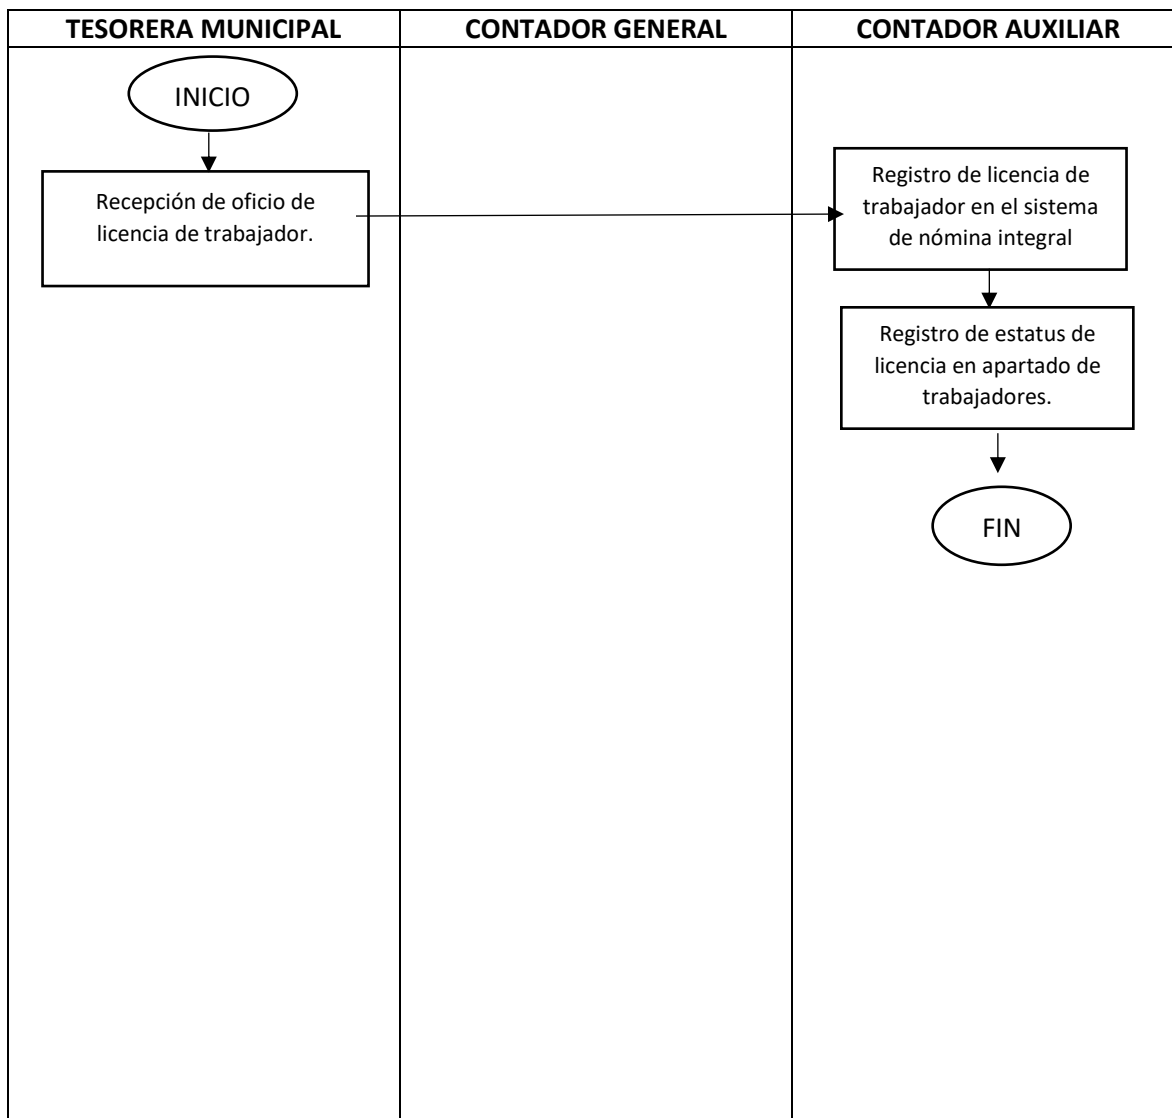 TESORERA MUNICIPAL
CONTADOR GENERAL
CONTADOR AUXILIAR
INICIO
Recepción de oficio de
licencia de trabajador.
Registro de licencia de
trabajador en el sistema
de nómina integral
Registro de estatus de
licencia en apartado de
trabajadores.
FIN